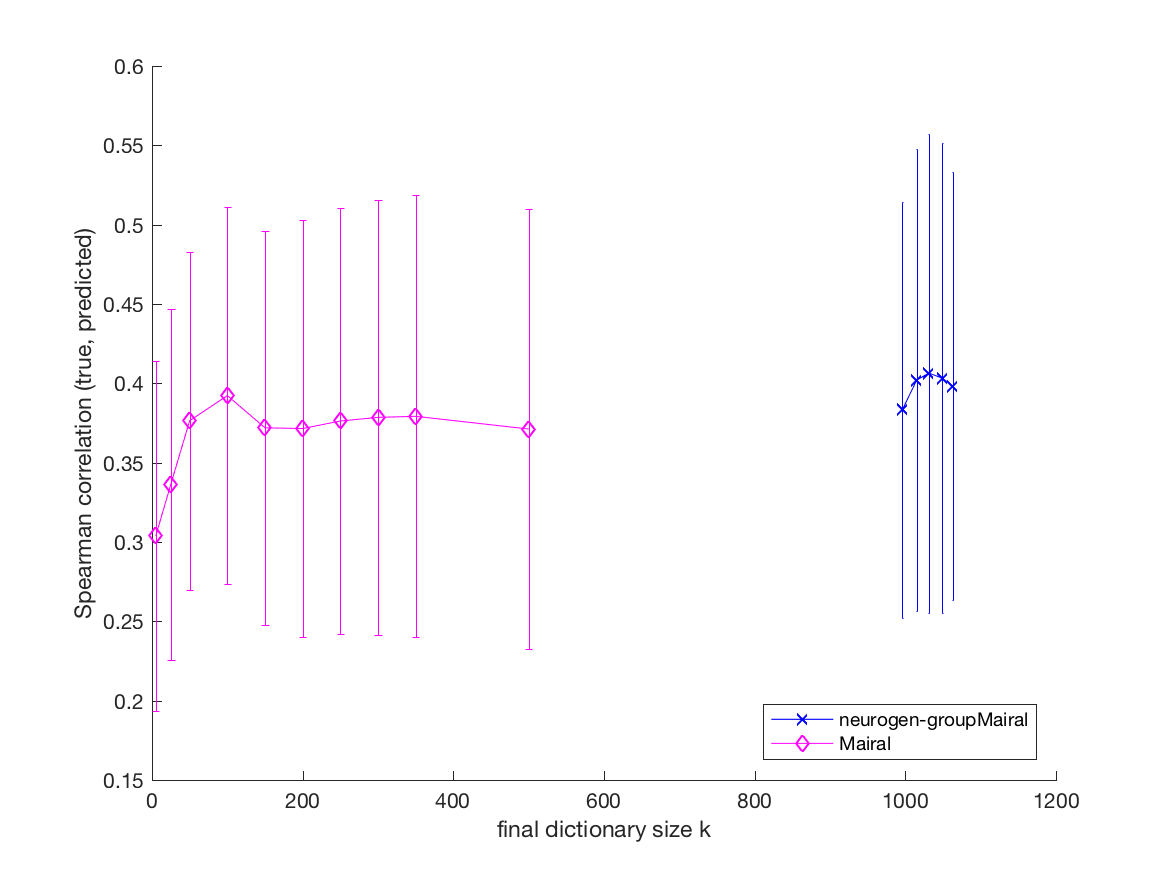 0.6
0.55
0.5
0.45
0.4
0.35
0.3
0.25
0.2
0.15
Spearman correlation (true, predicted)
neurogen-groupMairal
Mairal
0 200 400 600 800 1000 1200
final dictionary size k